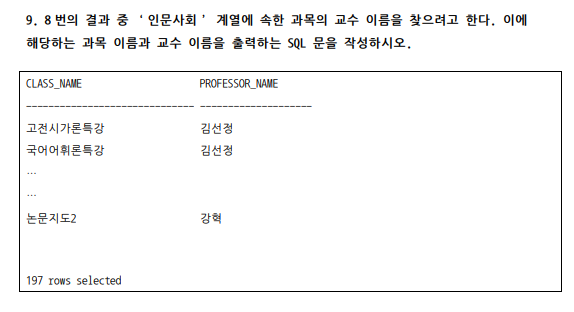 9. 8번의 결과 중 ‘인문사회’ 계열에 속한 과목의 교수 이름을 찾으려고 한다. 이에
해당하는 과목 이름과 교수 이름을 출력하는 SQL 문을 작성하시오.
CLASS_NAME PROFESSOR_NAME
------------------------------ --------------------
고전시가론특강 김선정
국어어휘론특강 김선정
…
…
논문지도2 강혁
197 rows selected